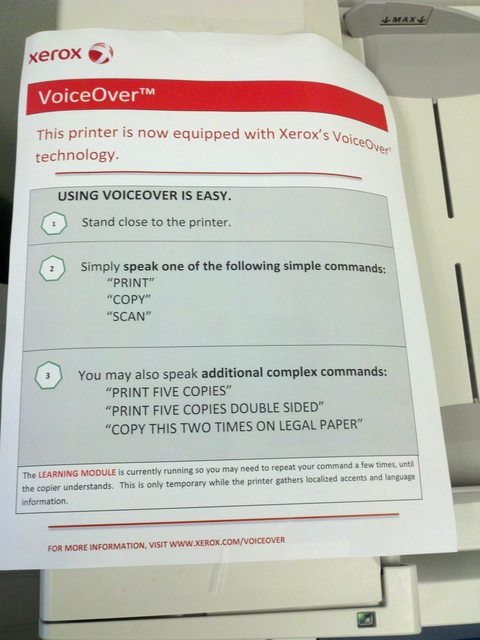 MAX
xerox
VoiceOver™
This printer is now equipped with Xerox's VoiceOver
technology.
USING VOICEOVER IS EASY.
1 Stand close to the printer.
2 Simply speak one of the following simple commands:
"PRINT"
"COPY"
"SCAN"
3 You may also speak additional complex commands:
"PRINT FIVE COPIES"
"PRINT FIVE COPIES DOUBLE SIDED"
"COPY THIS TWO TIMES ON LEGAL PAPER"
The LEARNING MODULE is currently running so you may need to repeat your command a few times, until
the copier understands. This is only temporary while the printer gathers localized accents and language
information.
FOR MORE INFORMATION, VISIT WWW.XEROX.COM/VOICEOVER